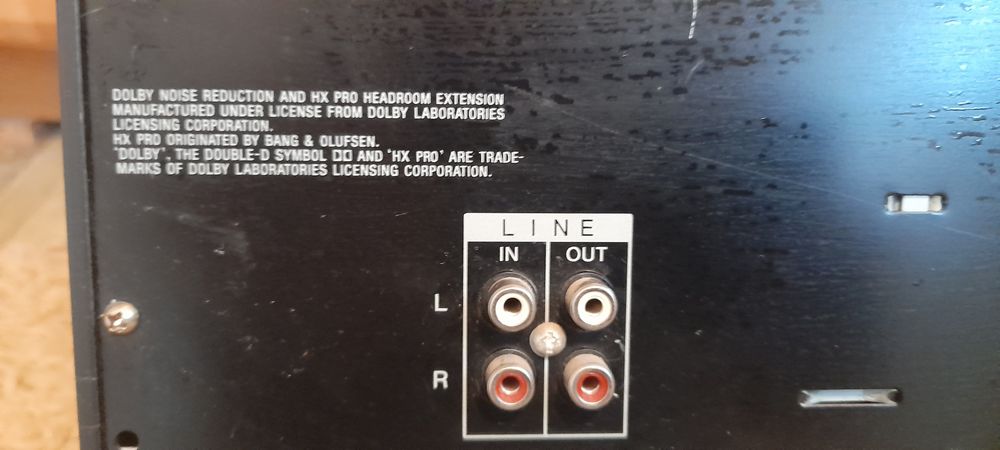 DOLBY NOISE REDUCTION AND HX PRO HEADROOM EXTENSION
MANUFACTURED UNDER LICENSE FROM DOLBY LABORATORIES
LICENSING CORPORATION.
HX PRO ORIGINATED BY BANG & OLUFSEN.
"DOLBY", THE DOUBLE-D SYMBOL AND "HX PRO" ARE TRADE-
MARKS OF DOLBY LABORATORIES LICENSING CORPORATION.
LINE
IN OUT
L
R